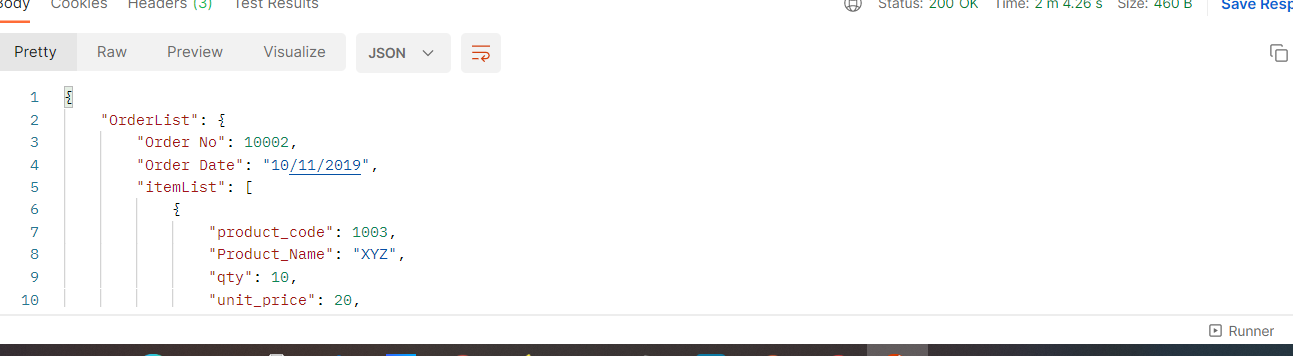 Body Cookies Headers (3) Test Results Status: 200 OK Time: 2 m 4.26 s Size: 460 B Save Resp
Pretty Raw Preview Visualize JSON
1 {
2 "OrderList": {
3 "Order No": 10002,
4 "Order Date": "10/11/2019",
5 "itemList": [
6 {
7 "product_code": 1003,
8 "Product_Name": "XYZ",
9 "qty": 10,
10 "unit_price": 20,
Runner